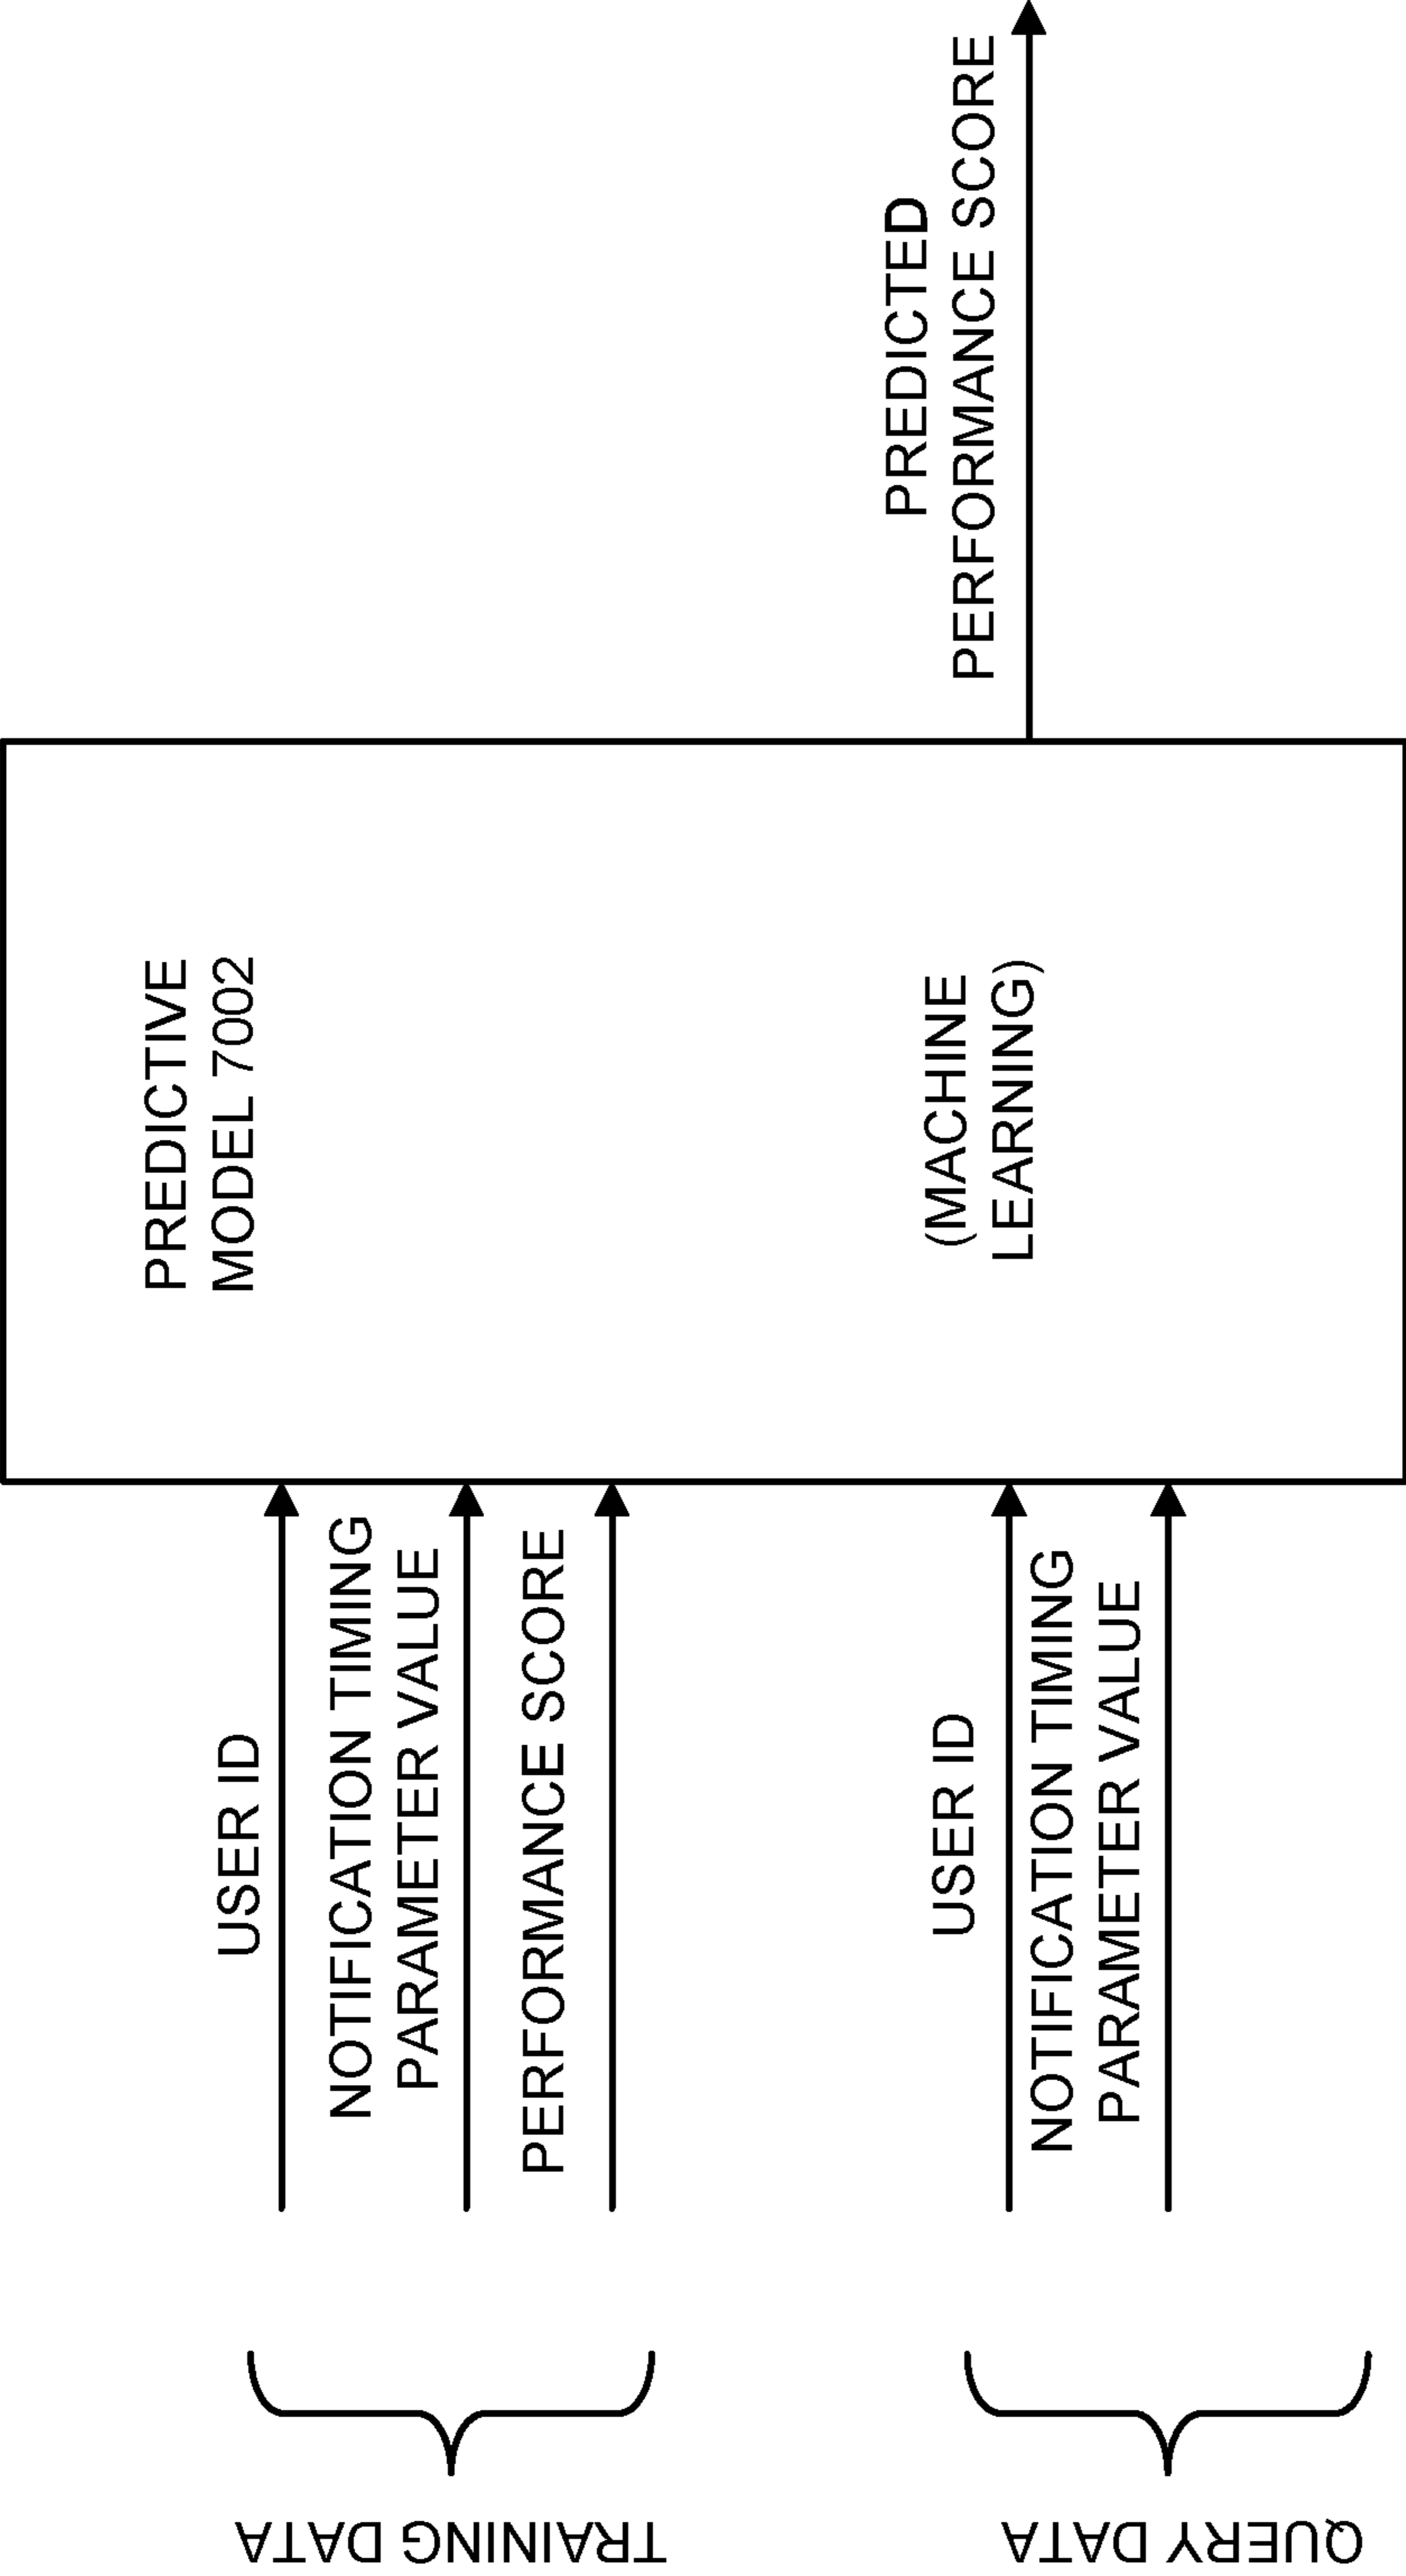 TRAINING DATA
USER ID
NOTIFICATION TIMING
PARAMETER VALUE
PERFORMANCE SCORE
QUERY DATA
USER ID
NOTIFICATION TIMING
PARAMETER VALUE
PREDICTIVE
MODEL 7002
(MACHINE
LEARNING)
PREDICTED
PERFORMANCE SCORE